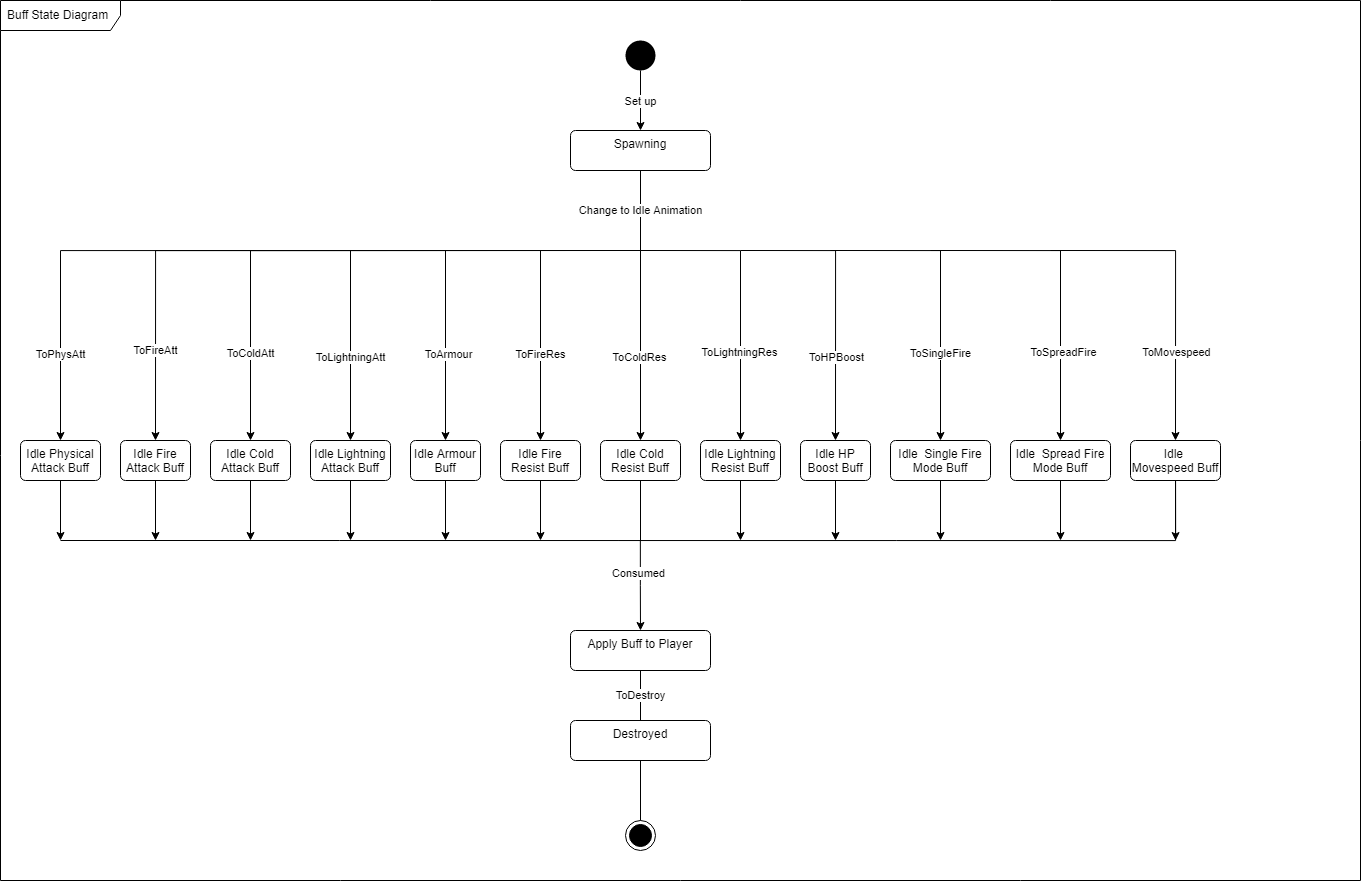 Buff State Diagram
Set up
Spawning
Change to Idle Animation
ToPhysAtt
ToFireAtt
ToColdAtt
ToLightningAtt
ToArmour
ToFireRes
ToColdRes
ToLightningRes
ToHPBoost
ToSingleFire
ToSpreadFire
ToMovespeed
Idle Physical
Attack Buff
Idle Fire
Attack Buff
Idle Cold
Attack Buff
Idle Lightning
Attack Buff
Idle Armour
Buff
Idle Fire
Resist Buff
Idle Cold
Resist Buff
Idle Lightning
Resist Buff
Idle HP
Boost Buff
Idle  Single Fire
Mode Buff
Idle  Spread Fire
Mode Buff
Idle
Movespeed Buff
Consumed
Apply Buff to Player
ToDestroy
Destroyed